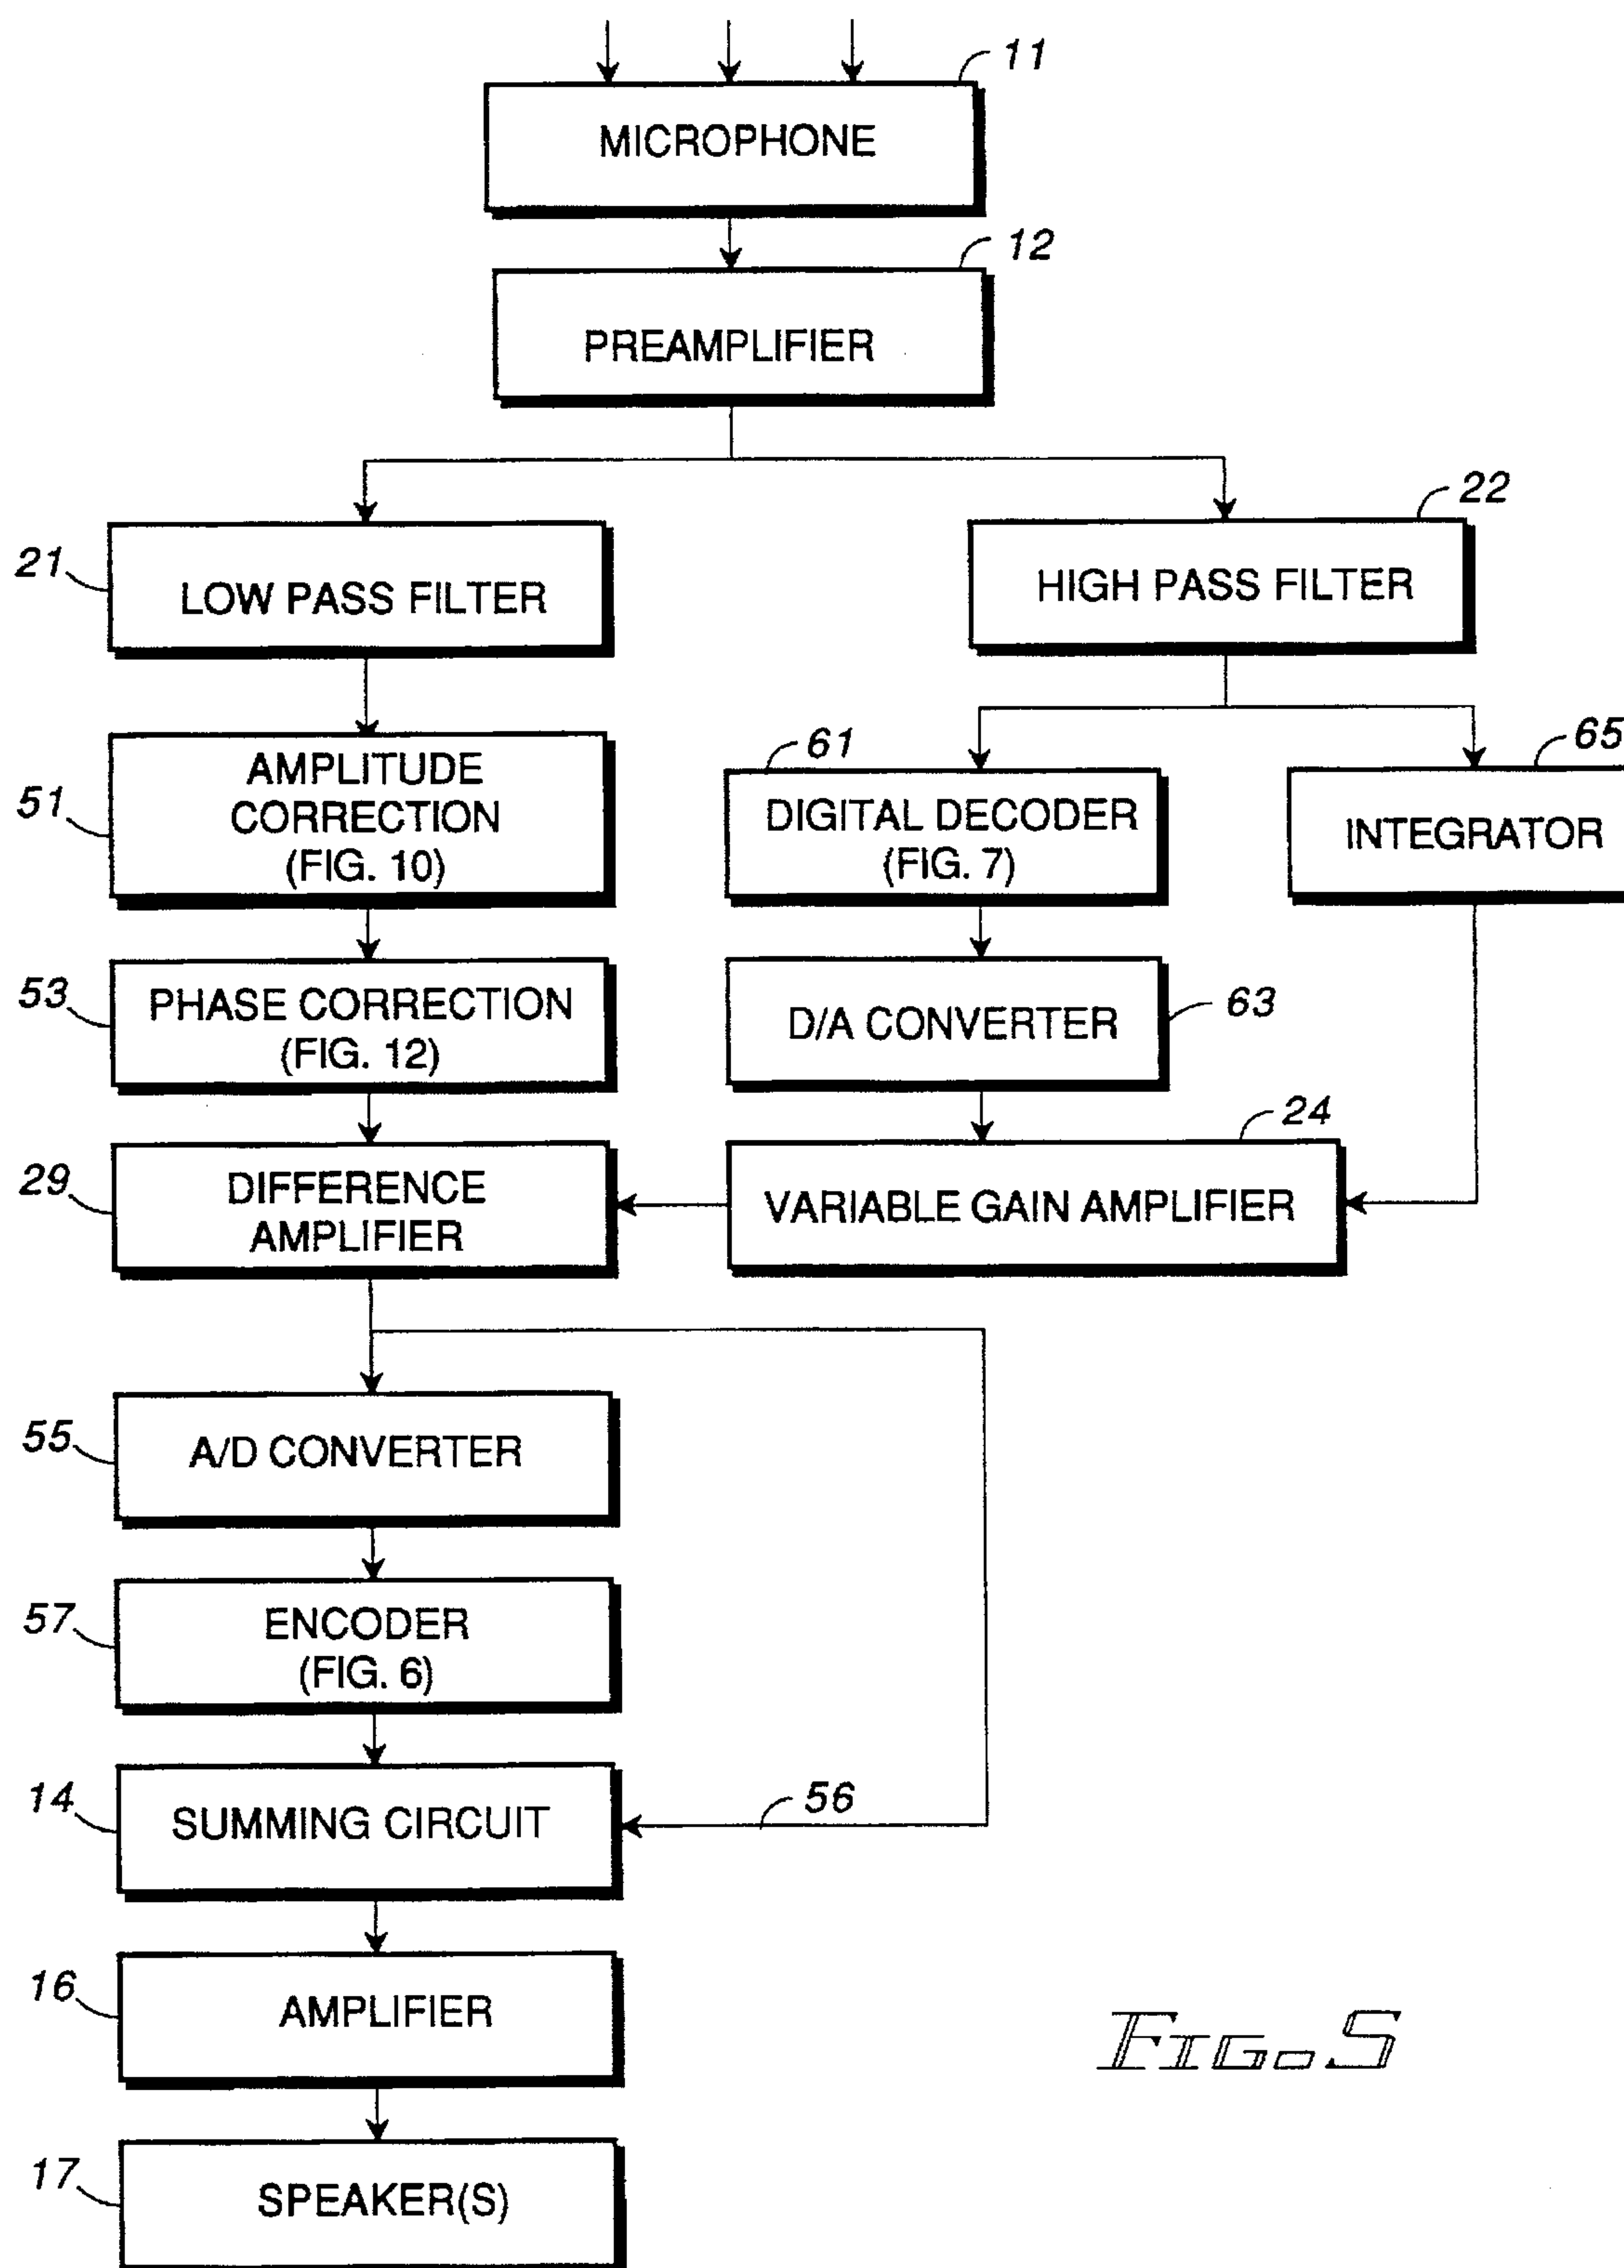 11
MICROPHONE
12
PREAMPLIFIER
22
21
LOW PASS FILTER
HIGH PASS FILTER
61
65
51
AMPLITUDE
CORRECTION
(FIG. 10)
DIGITAL DECODER
(FIG. 7)
INTEGRATOR
53
PHASE CORRECTION
(FIG. 12)
D/A CONVERTER
63
24
29
DIFFERENCE
AMPLIFIER
VARIABLE GAIN AMPLIFIER
55
A/D CONVERTER
57
ENCODER
(FIG. 6)
14
SUMMING CIRCUIT
56
16
AMPLIFIER
FIG. 5
17
SPEAKER(S)